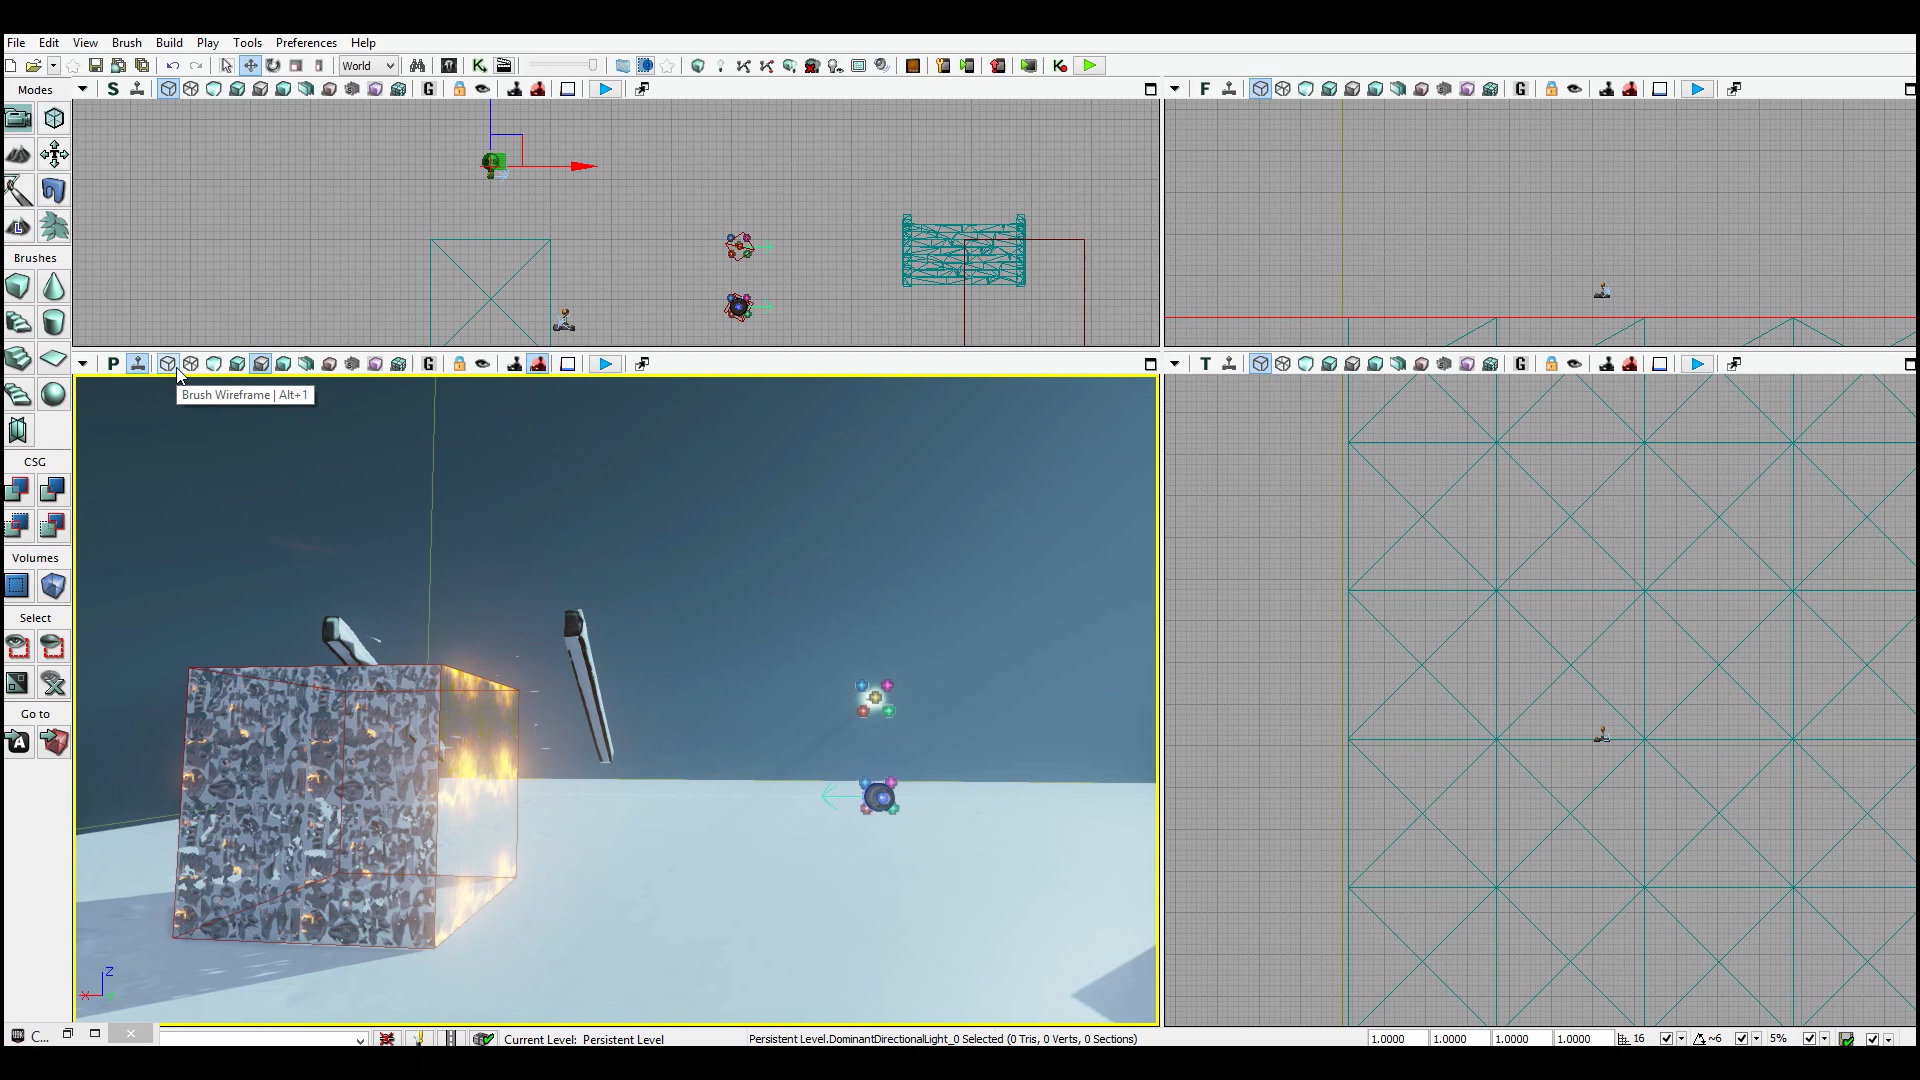 File Edit View Brush Build Play Tools Preferences Help
World
Modes
S G
F G
L
Brushes
P G
T G
Brush Wireframe | Alt+1
CSG
Volumes
Select
Go to
A
Z
X
C...
Current Level: Persistent Level
Persistent Level.DominantDirectionalLight_0 Selected (0 Tris, 0 Verts, 0 Sections)
1.0000 1.0000 1.0000 1.0000 16 ~6 5%